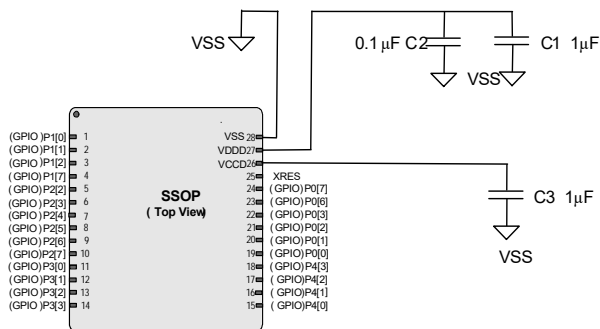 VSS
0.1 µF C2
C1 1µF
VSS
(GPIO)P1[0] 1
(GPIO)P1[1] 2
(GPIO)P1[2] 3
(GPIO)P1[7] 4
(GPIO)P2[2] 5
(GPIO)P2[3] 6
(GPIO)P2[4] 7
(GPIO)P2[5] 8
(GPIO)P2[6] 9
(GPIO)P2[7] 10
(GPIO)P3[0] 11
(GPIO)P3[1] 12
(GPIO)P3[2] 13
(GPIO)P3[3] 14
SSOP
(Top View)
VSS 28
VDDD 27
VCCD 26
25 XRES
24 (GPIO)P0[7]
23 (GPIO)P0[6]
22 (GPIO)P0[3]
21 (GPIO)P0[2]
20 (GPIO)P0[1]
19 (GPIO)P0[0]
18 (GPIO)P4[3]
17 (GPIO)P4[2]
16 (GPIO)P4[1]
15 (GPIO)P4[0]
C3 1µF
VSS